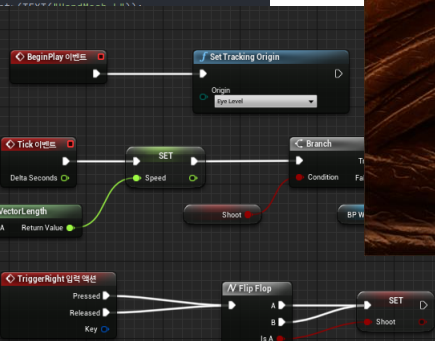 BeginPlay 이벤트
Set Tracking Origin
Origin
Eye Level
Tick 이벤트
SET
Branch
Delta Seconds
Speed
Condition
VectorLength
A
Return Value
Shoot
BP W
TriggerRight 입력 액션
Flip Flop
SET
Pressed
A
Released
B
Shoot
Key
Is A